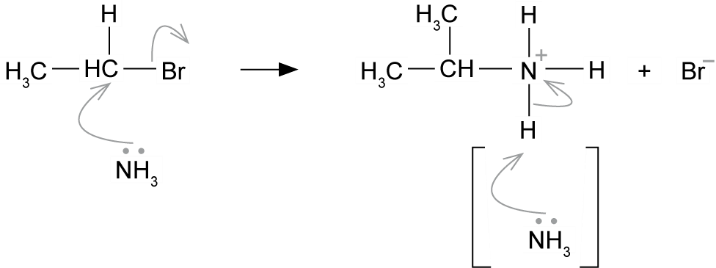 H H₃C H
H₃C HC Br H₃C CH N⁺ H + Br⁻
H
NH₃
NH₃